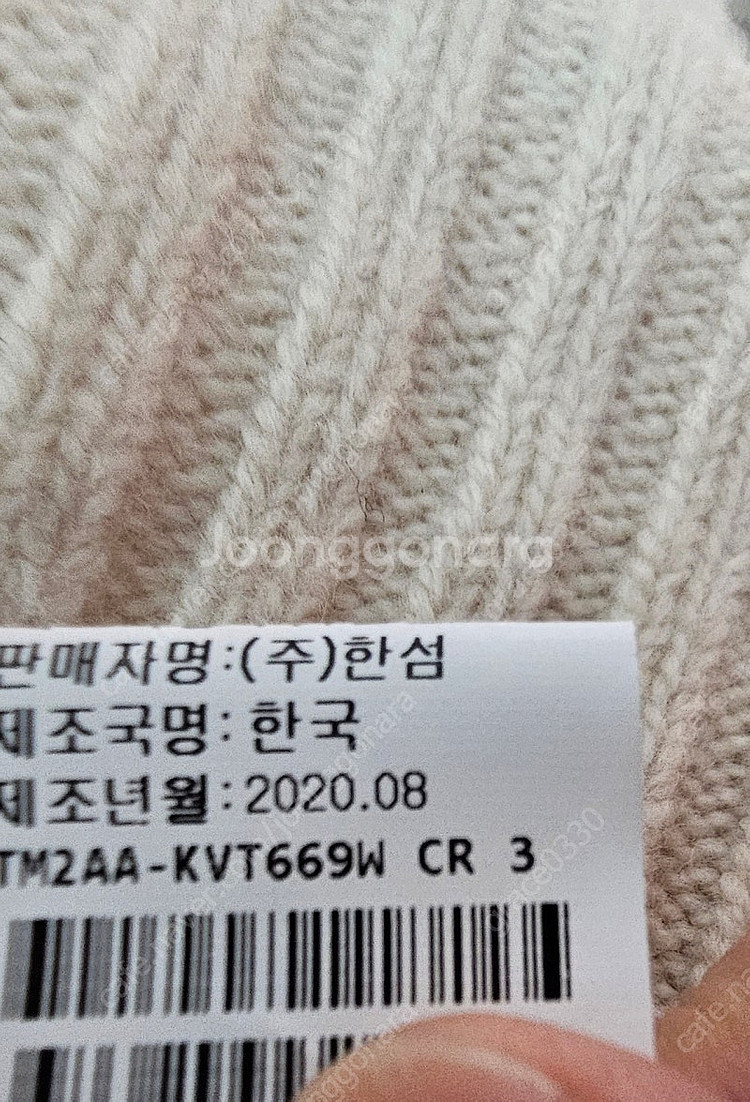 Joonggonara
판매자명:(주)한섬
제조국명: 한국
제조년월:2020.08
TM2AA-KVT669W CR 3